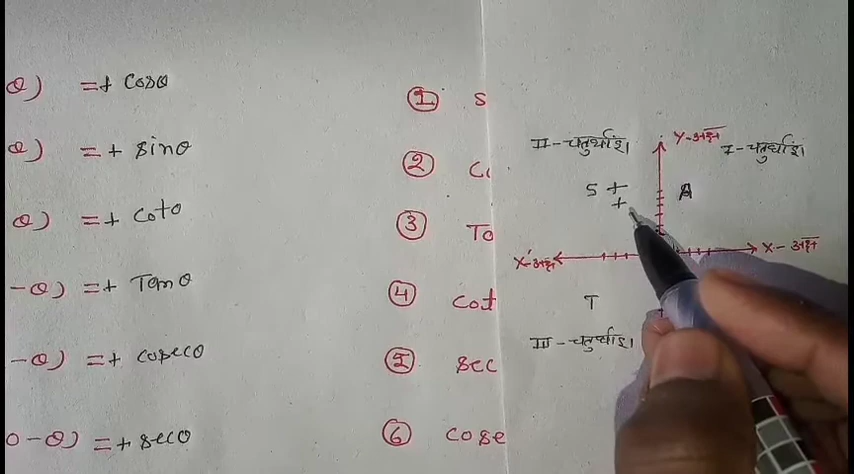 θ) = + cosθ
θ) = + sinθ
θ) = + cotθ
-θ) = + Tanθ
-θ) = + cosecθ
0-θ) = + secθ
① s
② C
③ To
④ cot
⑤ sec
⑥ cose
Y-अक्ष
II-चतुर्थांश
I-चतुर्थांश
S +
+
A
X'-अक्ष
X-अक्ष
T
III-चतुर्थांश